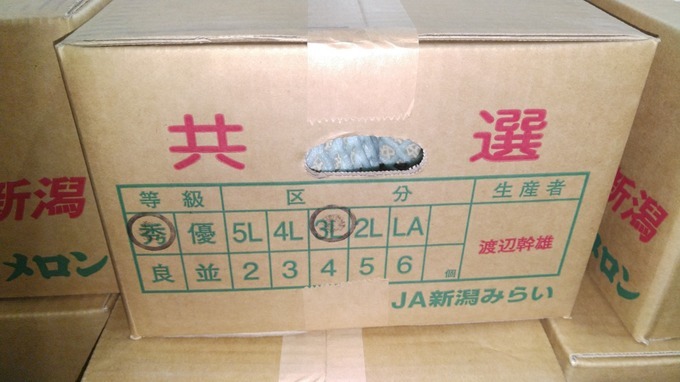 共選
等級 区分 生産者
秀 優 5L 4L 3L 2L LA 渡辺幹雄
良 並 2 3 4 5 6 個
JA新潟みらい
新潟
メロン
新潟
メロン